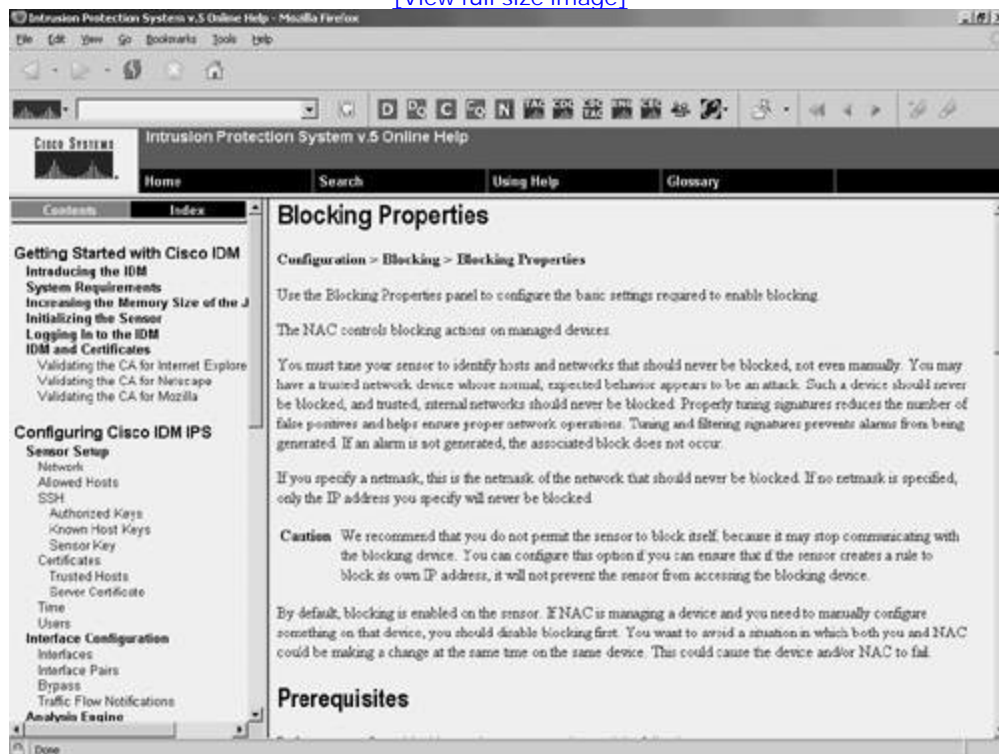 [View full size image]
Intrusion Protection System v.5 Online Help - Mozilla Firefox
File Edit View Go Bookmarks Tools Help
D C N TAC CDC CSC TAC ENG CEC
CISCO SYSTEMS
Intrusion Protection System v.5 Online Help
Home Search Using Help Glossary
Contents Index
Getting Started with Cisco IDM
Introducing the IDM
System Requirements
Increasing the Memory Size of the J
Initializing the Sensor
Logging In to the IDM
IDM and Certificates
Validating the CA for Internet Explore
Validating the CA for Netscape
Validating the CA for Mozilla
Configuring Cisco IDM IPS
Sensor Setup
Network
Allowed Hosts
SSH
Authorized Keys
Known Host Keys
Sensor Key
Certificates
Trusted Hosts
Server Certificate
Time
Users
Interface Configuration
Interfaces
Interface Pairs
Bypass
Traffic Flow Notifications
Analysis Engine
Blocking Properties
Configuration > Blocking > Blocking Properties
Use the Blocking Properties panel to configure the basic settings required to enable blocking.
The NAC controls blocking actions on managed devices.
You must tune your sensor to identify hosts and networks that should never be blocked, not even manually. You may
have a trusted network device whose normal, expected behavior appears to be an attack. Such a device should never
be blocked, and trusted, internal networks should never be blocked. Properly tuning signatures reduces the number of
false positives and helps ensure proper network operations. Tuning and filtering signatures prevents alarms from being
generated. If an alarm is not generated, the associated block does not occur.
If you specify a netmask, this is the netmask of the network that should never be blocked. If no netmask is specified,
only the IP address you specify will never be blocked.
Caution We recommend that you do not permit the sensor to block itself, because it may stop communicating with
the blocking device. You can configure this option if you can ensure that if the sensor creates a rule to
block its own IP address, it will not prevent the sensor from accessing the blocking device.
By default, blocking is enabled on the sensor. If NAC is managing a device and you need to manually configure
something on that device, you should disable blocking first. You want to avoid a situation in which both you and NAC
could be making a change at the same time on the same device. This could cause the device and/or NAC to fail.
Prerequisites
Done